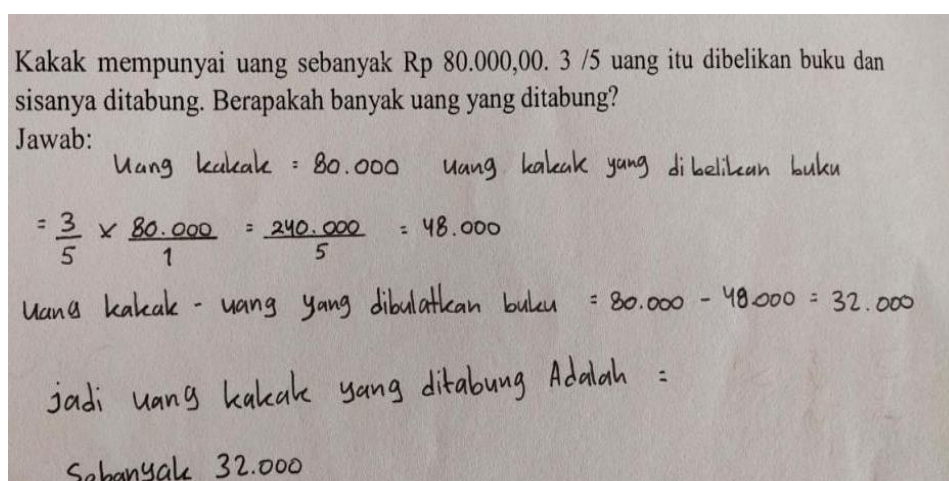 Kakak mempunyai uang sebanyak Rp 80.000,00. 3 /5 uang itu dibelikan buku dan
sisanya ditabung. Berapakah banyak uang yang ditabung?
Jawab:
Uang kakak = 80.000 uang kakak yang dibelikan buku
= 3/5 × 80.000/1 = 240.000/5 = 48.000
Uang kakak - uang yang dibulatkan buku = 80.000 - 48.000 = 32.000
jadi uang kakak yang ditabung Adalah =
Sebanyak 32.000